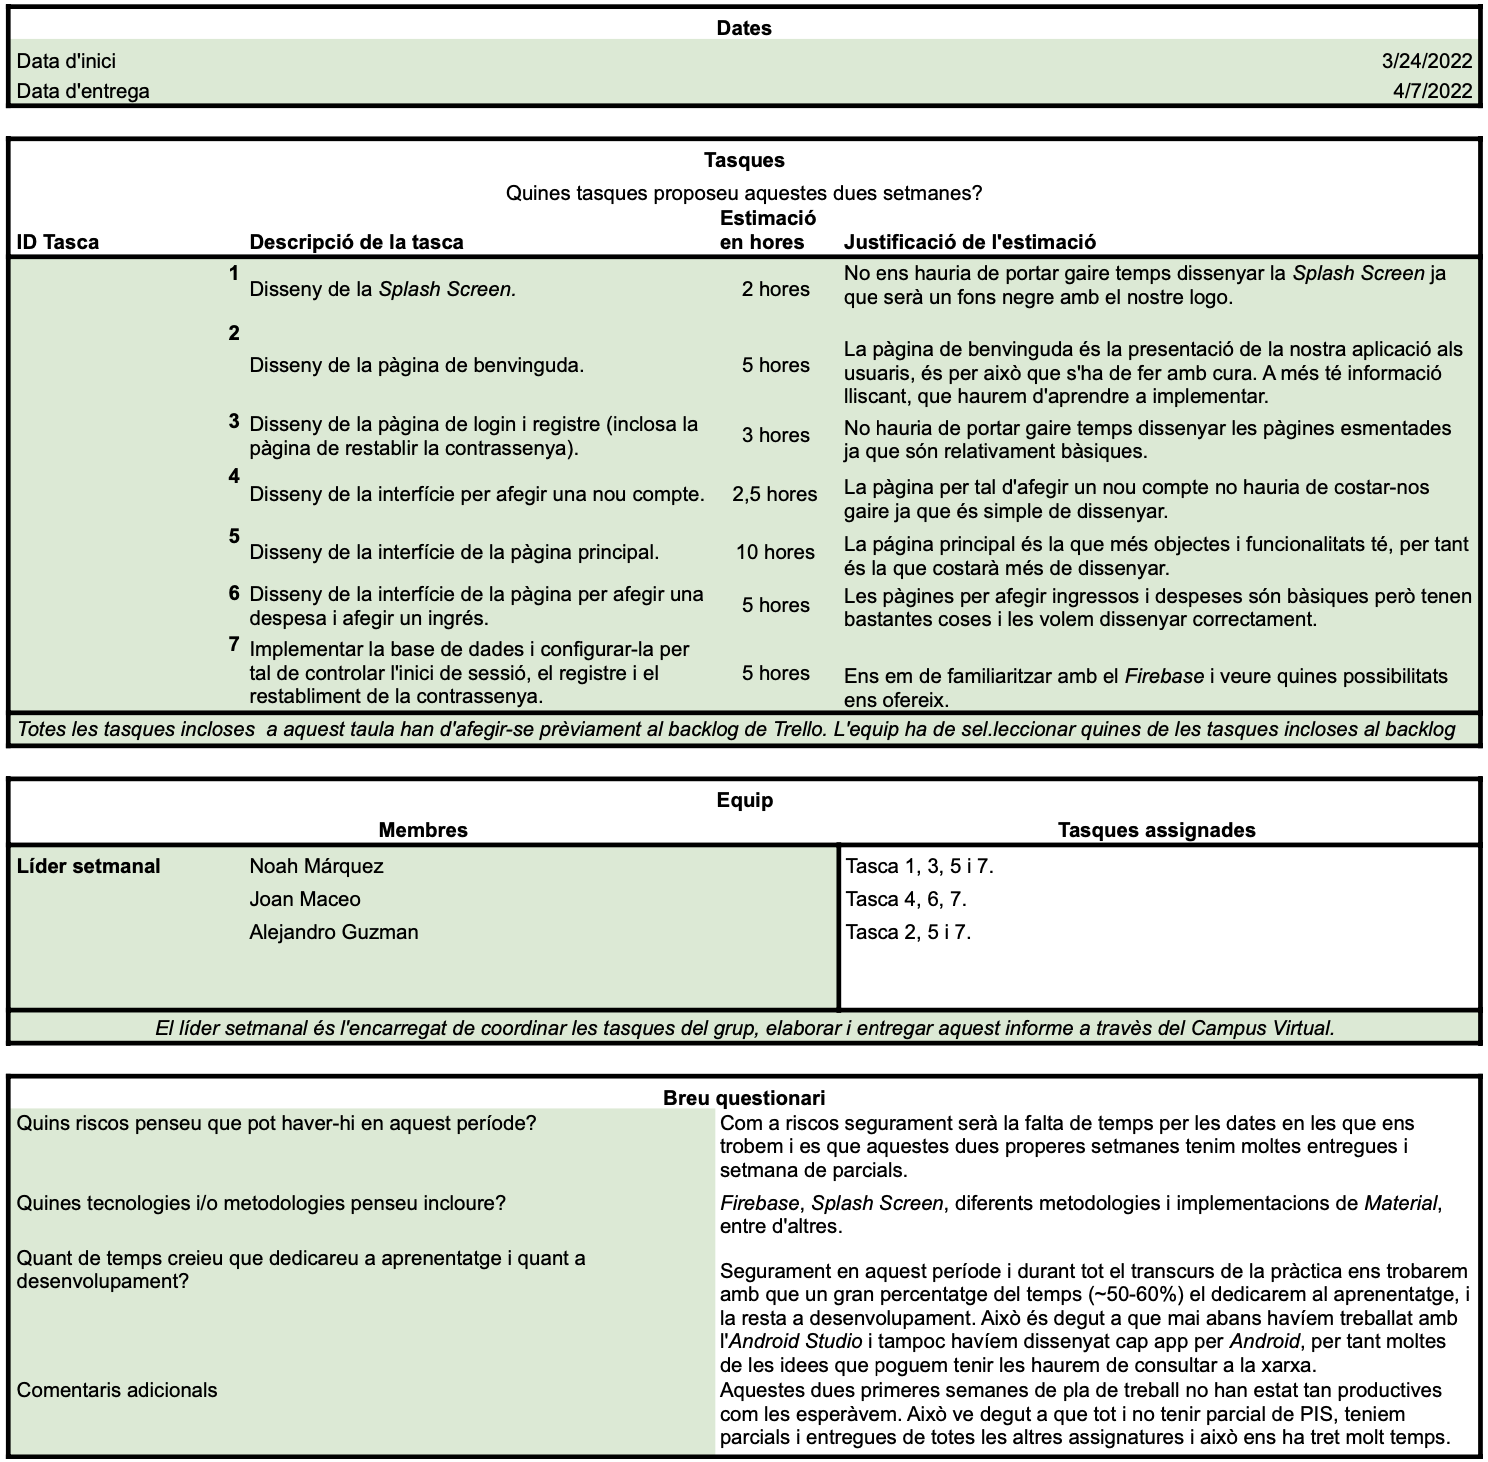 Dates
Data d'inici 3/24/2022
Data d'entrega 4/7/2022
Tasques
Quines tasques proposeu aquestes dues setmanes?
ID Tasca Descripció de la tasca Estimació en hores Justificació de l'estimació
1 Disseny de la Splash Screen. 2 hores No ens hauria de portar gaire temps dissenyar la Splash Screen ja
que serà un fons negre amb el nostre logo.
2 Disseny de la pàgina de benvinguda. 5 hores La pàgina de benvinguda és la presentació de la nostra aplicació als
usuaris, és per això que s'ha de fer amb cura. A més té informació
lliscant, que haurem d'aprendre a implementar.
3 Disseny de la pàgina de login i registre (inclosa la
pàgina de restablir la contrassenya). 3 hores No hauria de portar gaire temps dissenyar les pàgines esmentades
ja que són relativament bàsiques.
4 Disseny de la interfície per afegir una nou compte. 2,5 hores La pàgina per tal d'afegir un nou compte no hauria de costar-nos
gaire ja que és simple de dissenyar.
5 Disseny de la interfície de la pàgina principal. 10 hores La página principal és la que més objectes i funcionalitats té, per tant
és la que costarà més de dissenyar.
6 Disseny de la interfície de la pàgina per afegir una
despesa i afegir un ingrés. 5 hores Les pàgines per afegir ingressos i despeses són bàsiques però tenen
bastantes coses i les volem dissenyar correctament.
7 Implementar la base de dades i configurar-la per
tal de controlar l'inici de sessió, el registre i el
restabliment de la contrassenya. 5 hores Ens em de familiaritzar amb el Firebase i veure quines possibilitats
ens ofereix.
Totes les tasques incloses  a aquest taula han d'afegir-se prèviament al backlog de Trello. L'equip ha de sel.leccionar quines de les tasques incloses al backlog
Equip
Membres Tasques assignades
Líder setmanal Noah Márquez Tasca 1, 3, 5 i 7.
Joan Maceo Tasca 4, 6, 7.
Alejandro Guzman Tasca 2, 5 i 7.
El líder setmanal és l'encarregat de coordinar les tasques del grup, elaborar i entregar aquest informe a travès del Campus Virtual.
Breu questionari
Quins riscos penseu que pot haver-hi en aquest període? Com a riscos segurament serà la falta de temps per les dates en les que ens
trobem i es que aquestes dues properes setmanes tenim moltes entregues i
setmana de parcials.
Quines tecnologies i/o metodologies penseu incloure? Firebase, Splash Screen, diferents metodologies i implementacions de Material,
entre d'altres.
Quant de temps creieu que dedicareu a aprenentatge i quant a
desenvolupament?
Segurament en aquest període i durant tot el transcurs de la pràctica ens trobarem
amb que un gran percentatge del temps (~50-60%) el dedicarem al aprenentatge, i
la resta a desenvolupament. Això és degut a que mai abans havíem treballat amb
l'Android Studio i tampoc havíem dissenyat cap app per Android, per tant moltes
de les idees que poguem tenir les haurem de consultar a la xarxa.
Comentaris adicionals Aquestes dues primeres semanes de pla de treball no han estat tan productives
com les esperàvem. Això ve degut a que tot i no tenir parcial de PIS, teniem
parcials i entregues de totes les altres assignatures i això ens ha tret molt temps.